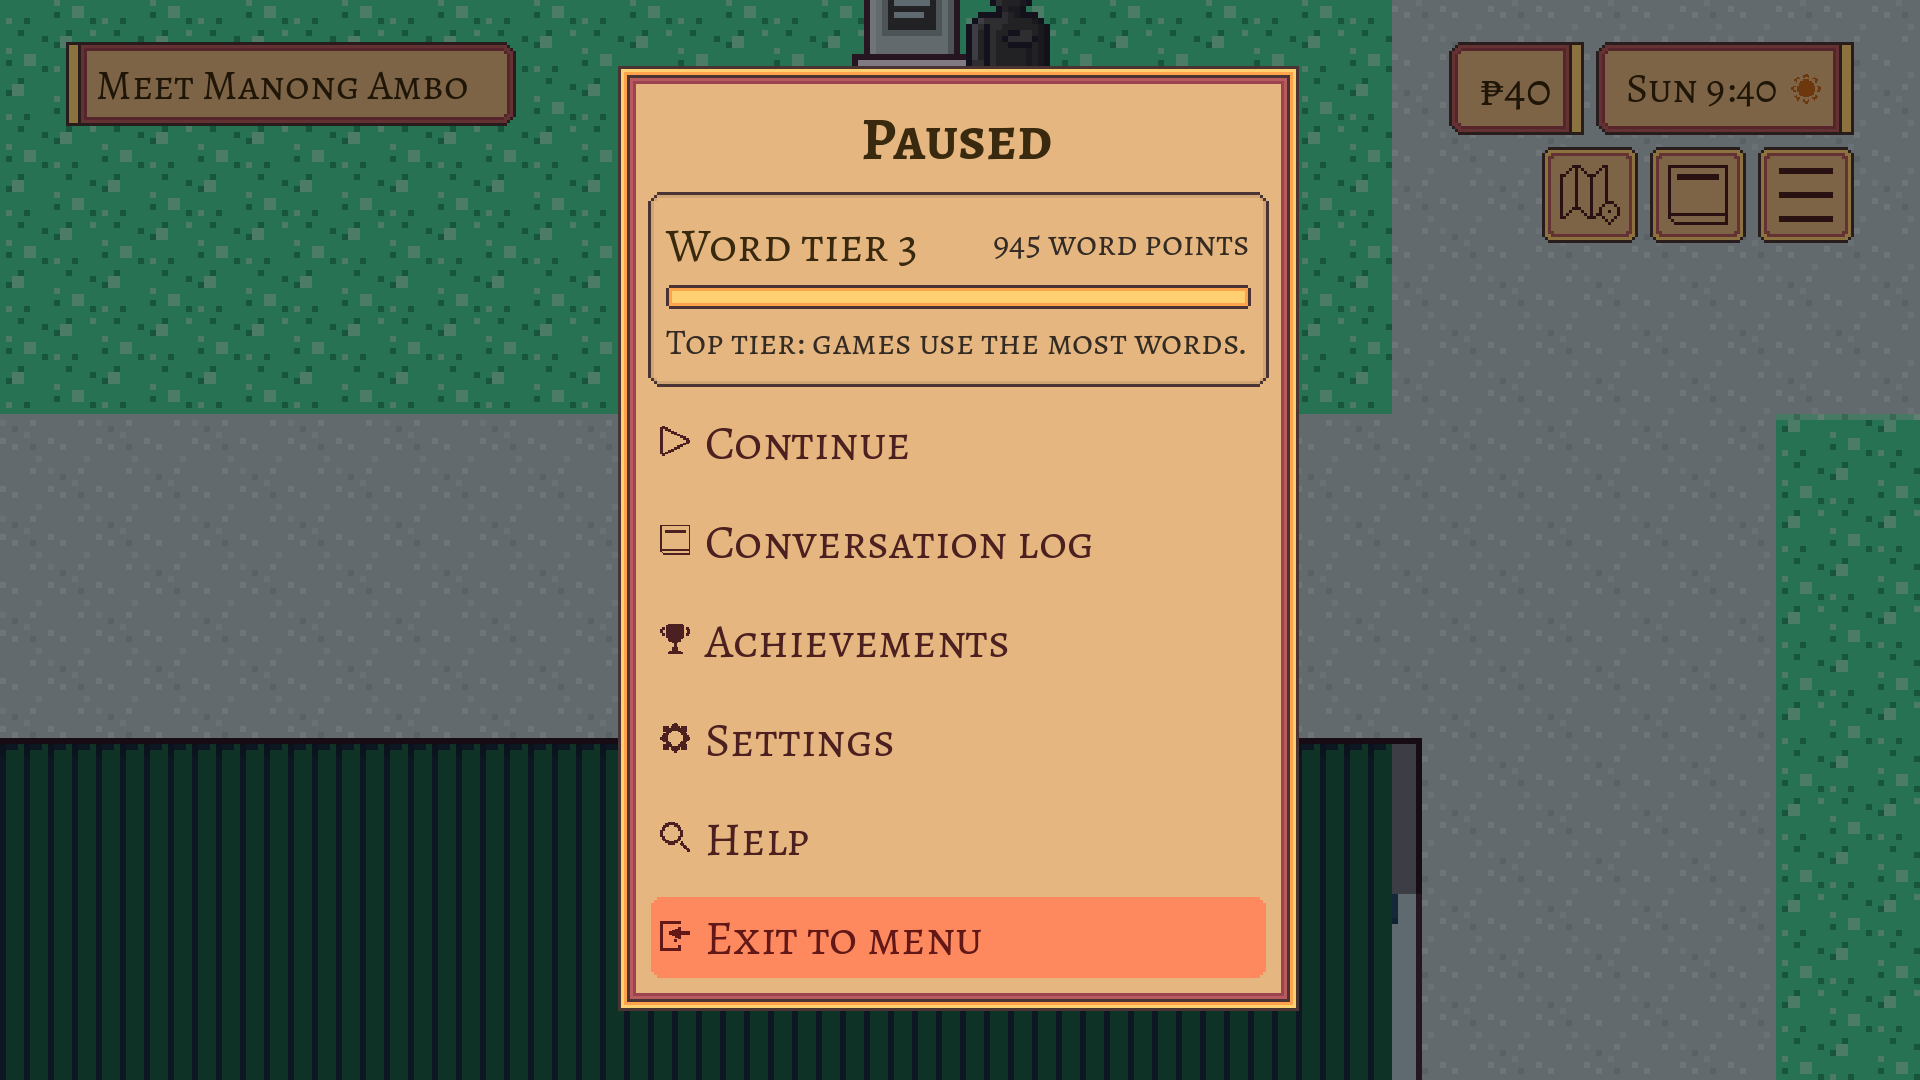 Meet Manong Ambo
₱40
Sun 9:40
Paused
Word tier 3
945 word points
Top tier: games use the most words.
Continue
Conversation log
Achievements
Settings
Help
Exit to menu